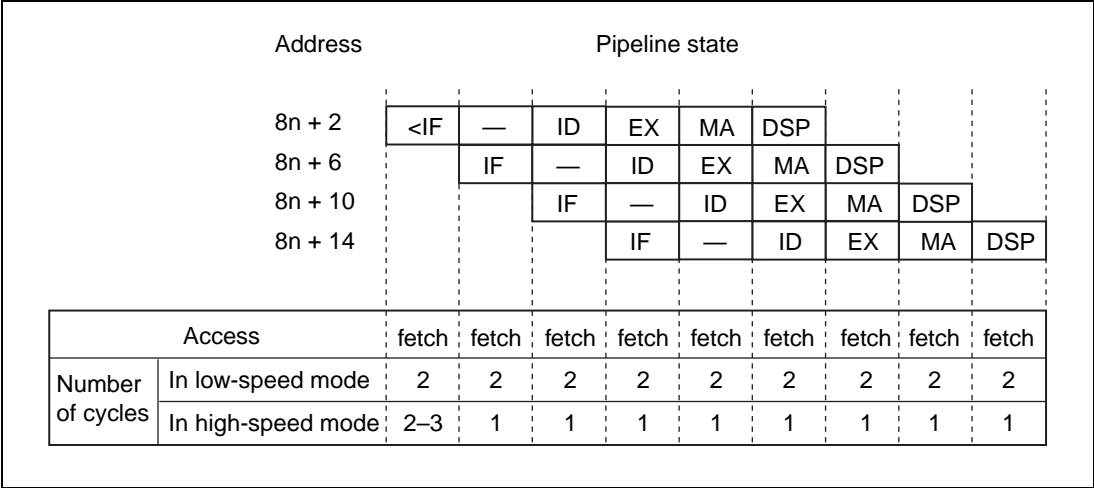 Address Pipeline state
8n + 2 <IF — ID EX MA DSP
8n + 6 IF — ID EX MA DSP
8n + 10 IF — ID EX MA DSP
8n + 14 IF — ID EX MA DSP
Access fetch fetch fetch fetch fetch fetch fetch fetch fetch
Number of cycles
In low-speed mode 2 2 2 2 2 2 2 2 2
In high-speed mode 2–3 1 1 1 1 1 1 1 1